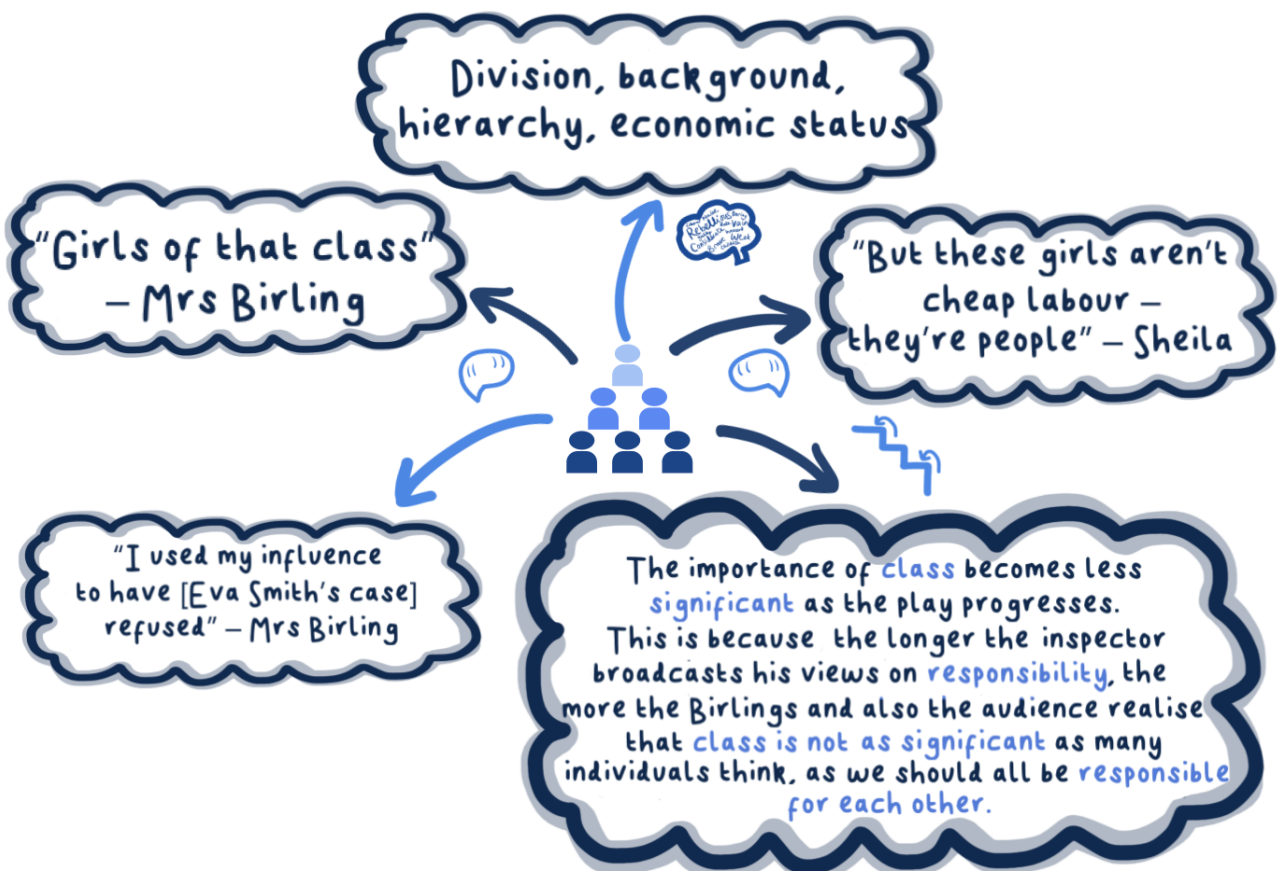 Division, background,
hierarchy, economic status
"Girls of that class"
– Mrs Birling
"But these girls aren't
cheap labour –
they're people" – Sheila
Rebellious
"I used my influence
to have [Eva Smith's case]
refused" – Mrs Birling
The importance of class becomes less
significant as the play progresses.
This is because the longer the inspector
broadcasts his views on responsibility, the
more the Birlings and also the audience realise
that class is not as significant as many
individuals think, as we should all be responsible
for each other.